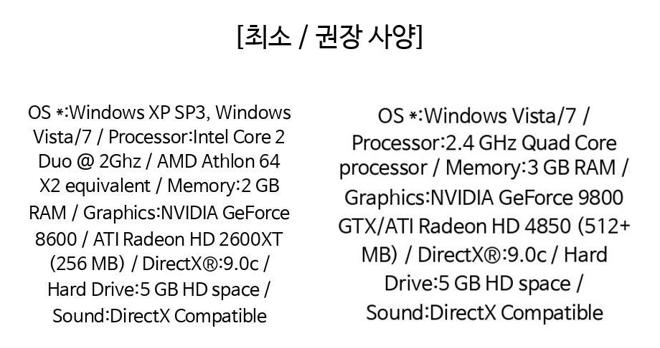 [최소 / 권장 사양]
OS *:Windows XP SP3, Windows
Vista/7 / Processor:Intel Core 2
Duo @ 2Ghz / AMD Athlon 64
X2 equivalent / Memory:2 GB
RAM / Graphics:NVIDIA GeForce
8600 / ATI Radeon HD 2600XT
(256 MB) / DirectX®:9.0c /
Hard Drive:5 GB HD space /
Sound:DirectX Compatible
OS *:Windows Vista/7 /
Processor:2.4 GHz Quad Core
processor / Memory:3 GB RAM /
Graphics:NVIDIA GeForce 9800
GTX/ATI Radeon HD 4850 (512+
MB) / DirectX®:9.0c / Hard
Drive:5 GB HD space /
Sound:DirectX Compatible